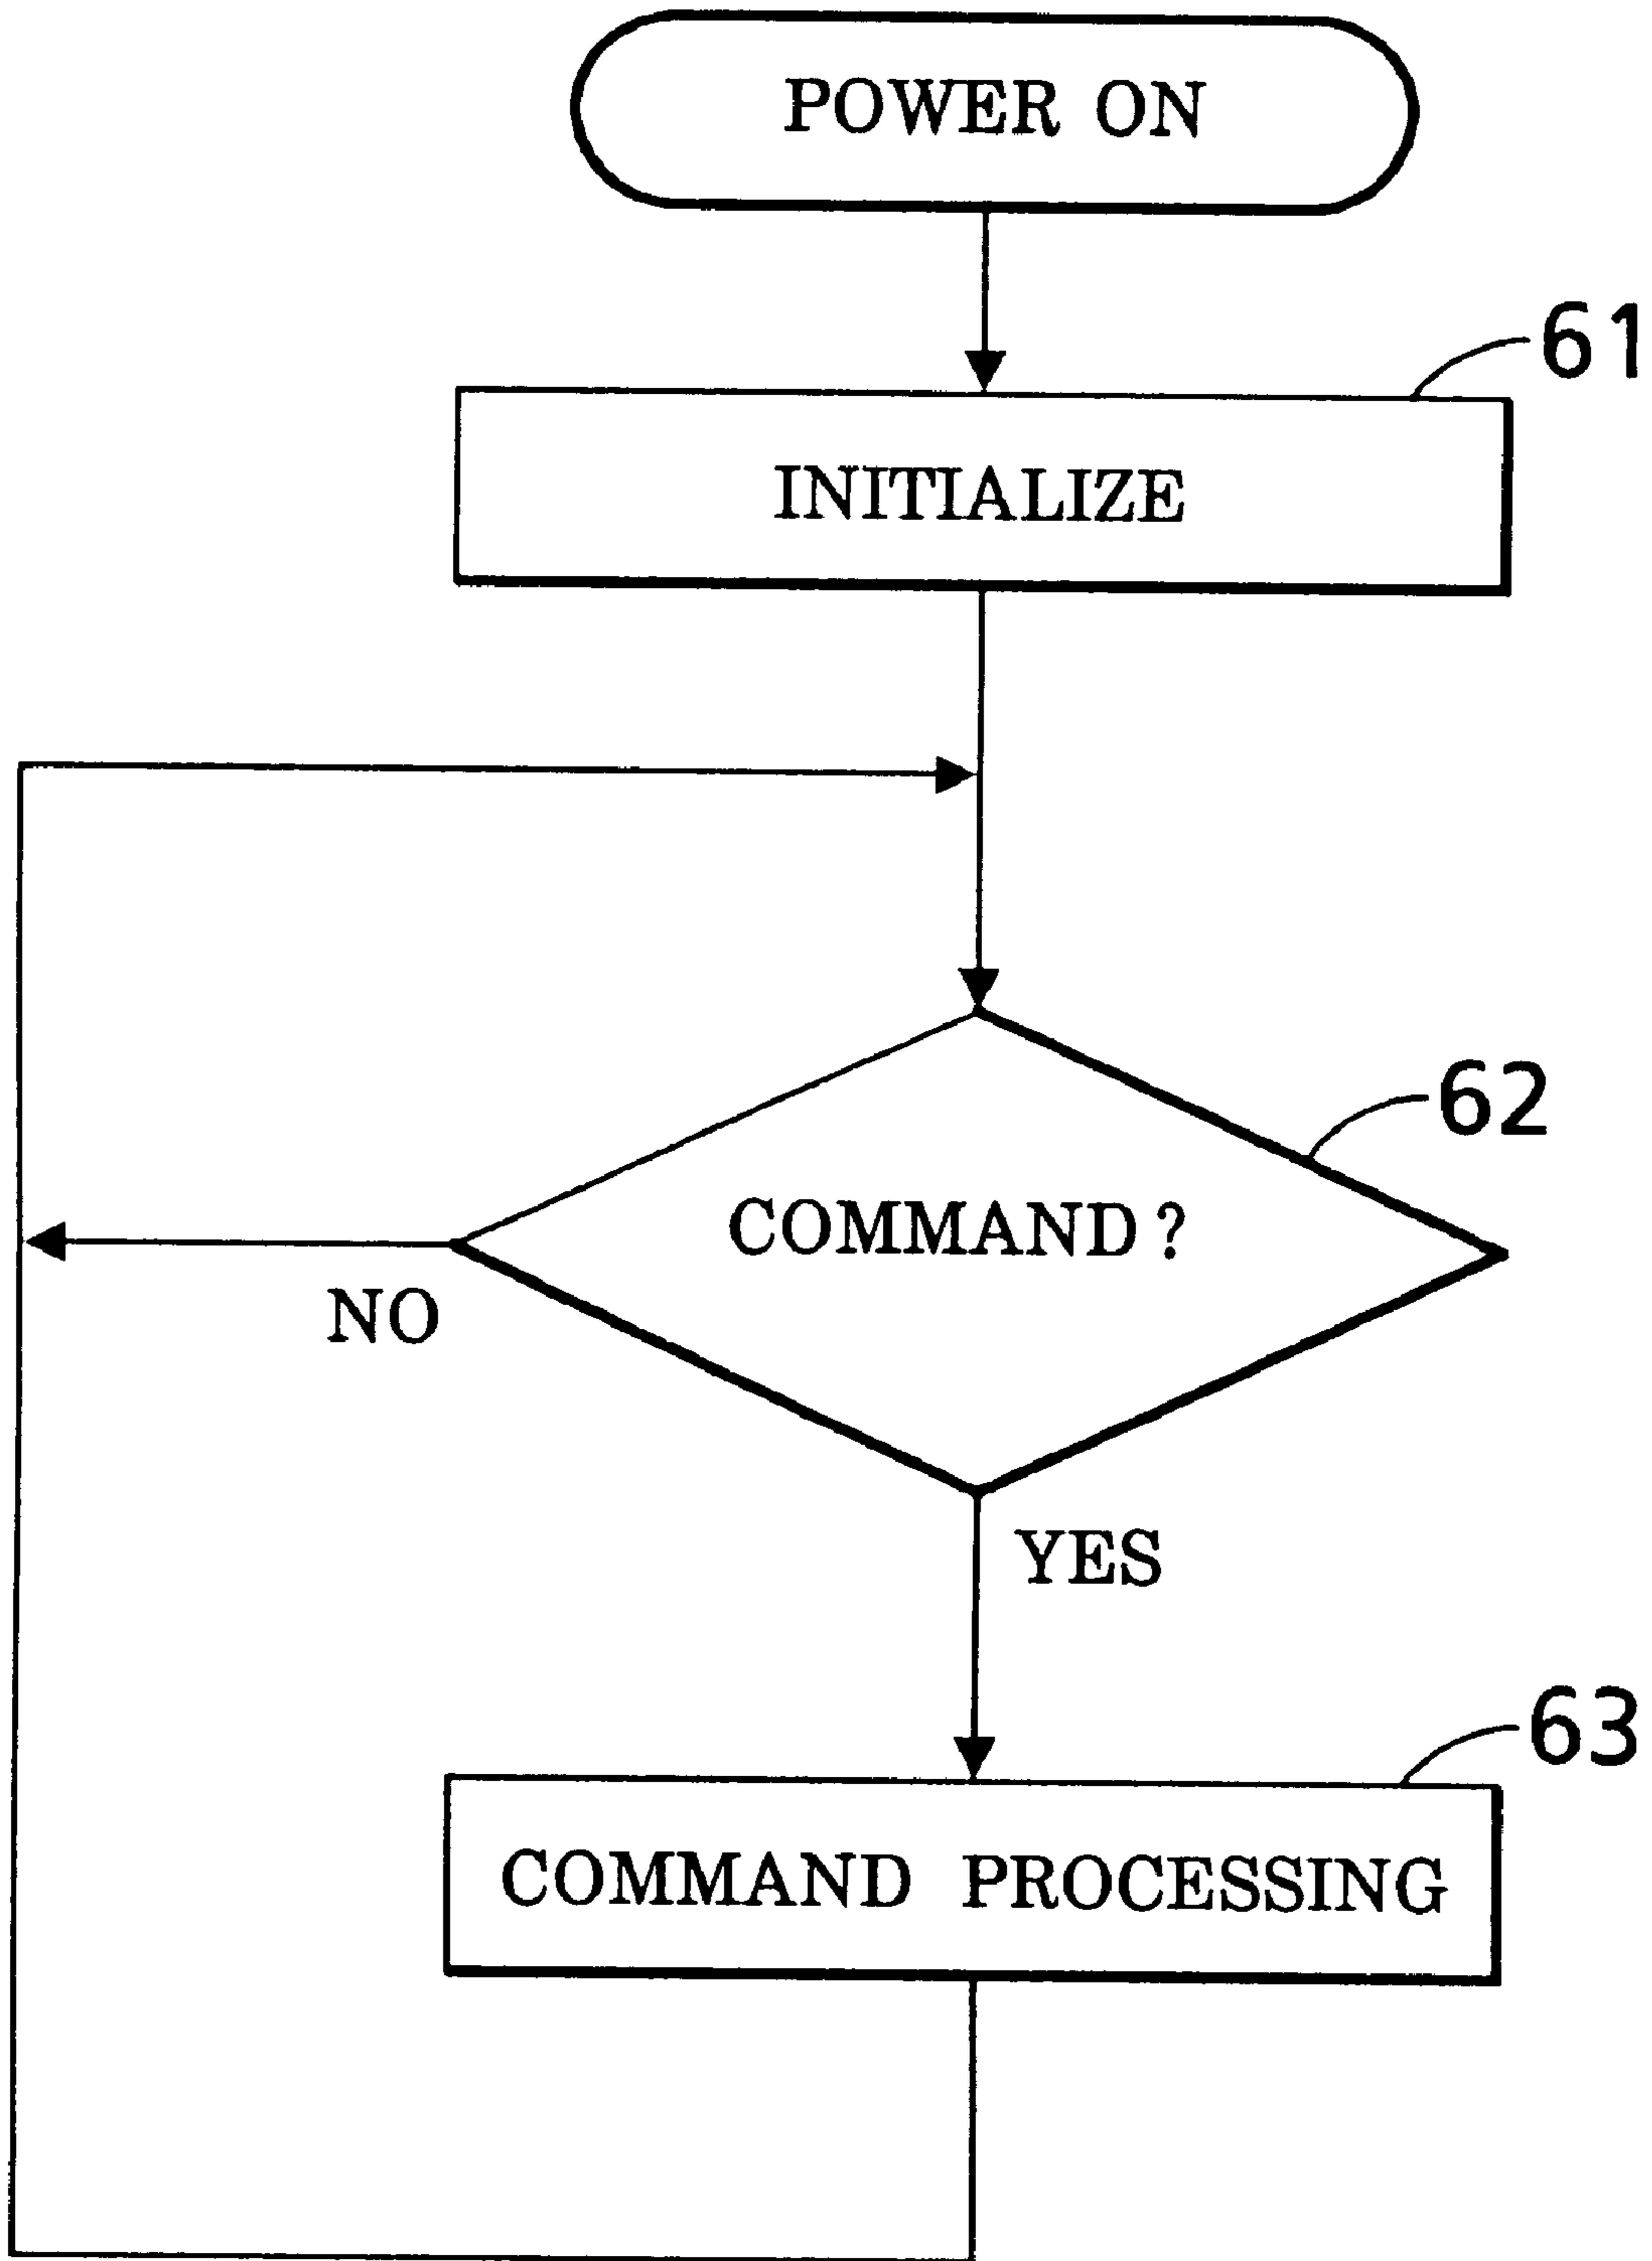 POWER ON
61
INITIALIZE
62
COMMAND?
NO
YES
63
COMMAND PROCESSING